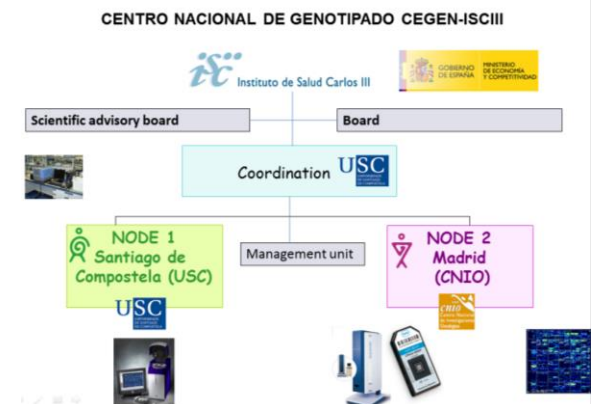 CENTRO NACIONAL DE GENOTIPADO CEGEN-ISCIII
isciii
Instituto de Salud Carlos III
GOBIERNO
DE ESPAÑA
MINISTERIO
DE ECONOMÍA
Y COMPETITIVIDAD
Scientific advisory board
Board
Coordination
USC
NODE 1
Santiago de
Compostela (USC)
USC
Management unit
NODE 2
Madrid
(CNIO)
cnio